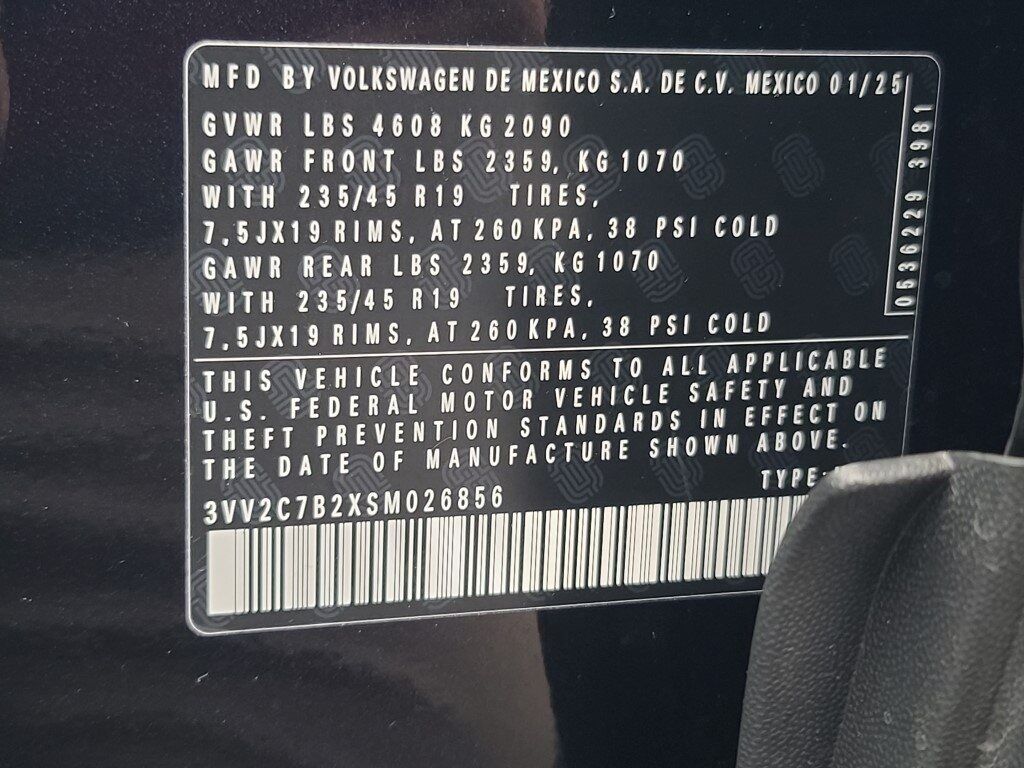 MFD BY VOLKSWAGEN DE MEXICO S.A. DE C.V. MEXICO 01/25
GVWR LBS 4608 KG 2090
GAWR FRONT LBS 2359, KG 1070
WITH 235/45 R19 TIRES,
7,5JX19 RIMS, AT 260 KPA, 38 PSI COLD
GAWR REAR LBS 2359, KG 1070
WITH 235/45 R19 TIRES,
7,5JX19 RIMS, AT 260 KPA, 38 PSI COLD
0536229 3981
THIS VEHICLE CONFORMS TO ALL APPLICABLE
U.S. FEDERAL MOTOR VEHICLE SAFETY AND
THEFT PREVENTION STANDARDS IN EFFECT ON
THE DATE OF MANUFACTURE SHOWN ABOVE.
TYPE:
3VV2C7B2XSM026856